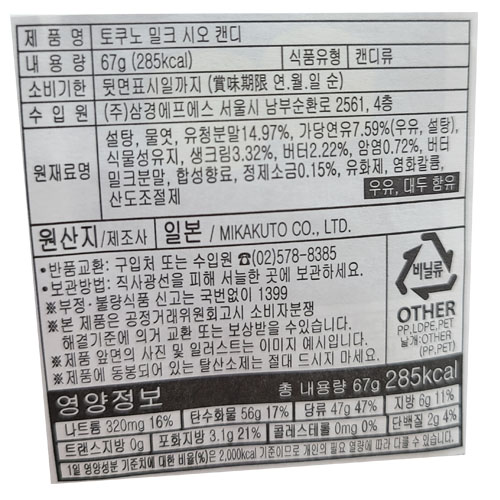 제 품 명 토쿠노 밀크 시오 캔디
내 용 량 67g (285kcal) 식품유형 캔디류
소비기한 뒷면표시일까지 (賞味期限 연.월.일 순)
수 입 원 (주)삼경에프에스 서울시 남부순환로 2561, 4층
원재료명 설탕, 물엿, 유청분말14.97%, 가당연유7.59%(우유, 설탕),
식물성유지, 생크림3.32%, 버터2.22%, 암염0.72%, 버터
밀크분말, 합성향료, 정제소금0.15%, 유화제, 염화칼륨,
산도조절제 우유, 대두 함유
원산지/제조사 일본 / MIKAKUTO CO., LTD.
•반품교환: 구입처 또는 수입원 ☎(02)578-8385
•보관방법: 직사광선을 피해 서늘한 곳에 보관하세요.
※부정·불량식품 신고는 국번없이 1399
※본 제품은 공정거래위원회고시 소비자분쟁
해결기준에 의거 교환 또는 보상받을 수 있습니다.
※제품 앞면의 사진 및 일러스트는 이미지 예시입니다.
※제품에 동봉되어 있는 탈산소제는 절대 드시지 마세요.
비닐류
OTHER
PP,LDPE,PET
날개:OTHER
(PP,PET)
영양정보 총 내용량 67g 285kcal
나트륨 320mg 16% 탄수화물 56g 17% 당류 47g 47% 지방 6g 11%
트랜스지방 0g 포화지방 3.1g 21% 콜레스테롤 0mg 0% 단백질 2g 4%
1일 영양성분 기준치에 대한 비율(%)은 2,000kcal 기준이므로 개인의 필요 열량에 따라 다를 수 있습니다.